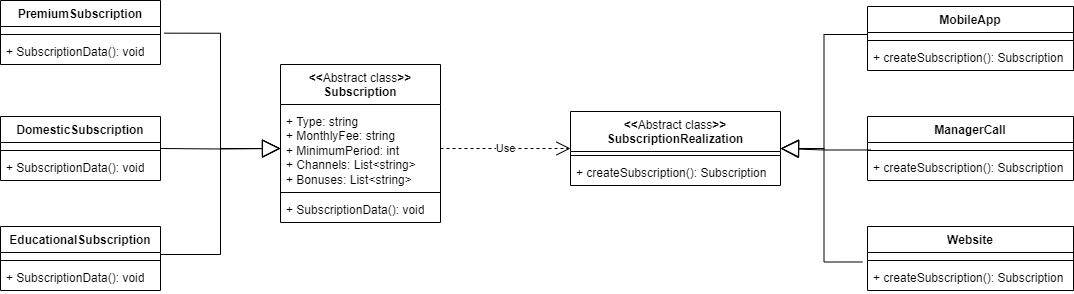 PremiumSubscription
+ SubscriptionData(): void
DomesticSubscription
+ SubscriptionData(): void
EducationalSubscription
+ SubscriptionData(): void
<<Abstract class>>
Subscription
+ Type: string
+ MonthlyFee: string
+ MinimumPeriod: int
+ Channels: List<string>
+ Bonuses: List<string>
+ SubscriptionData(): void
Use
<<Abstract class>>
SubscriptionRealization
+ createSubscription(): Subscription
MobileApp
+ createSubscription(): Subscription
ManagerCall
+ createSubscription(): Subscription
Website
+ createSubscription(): Subscription